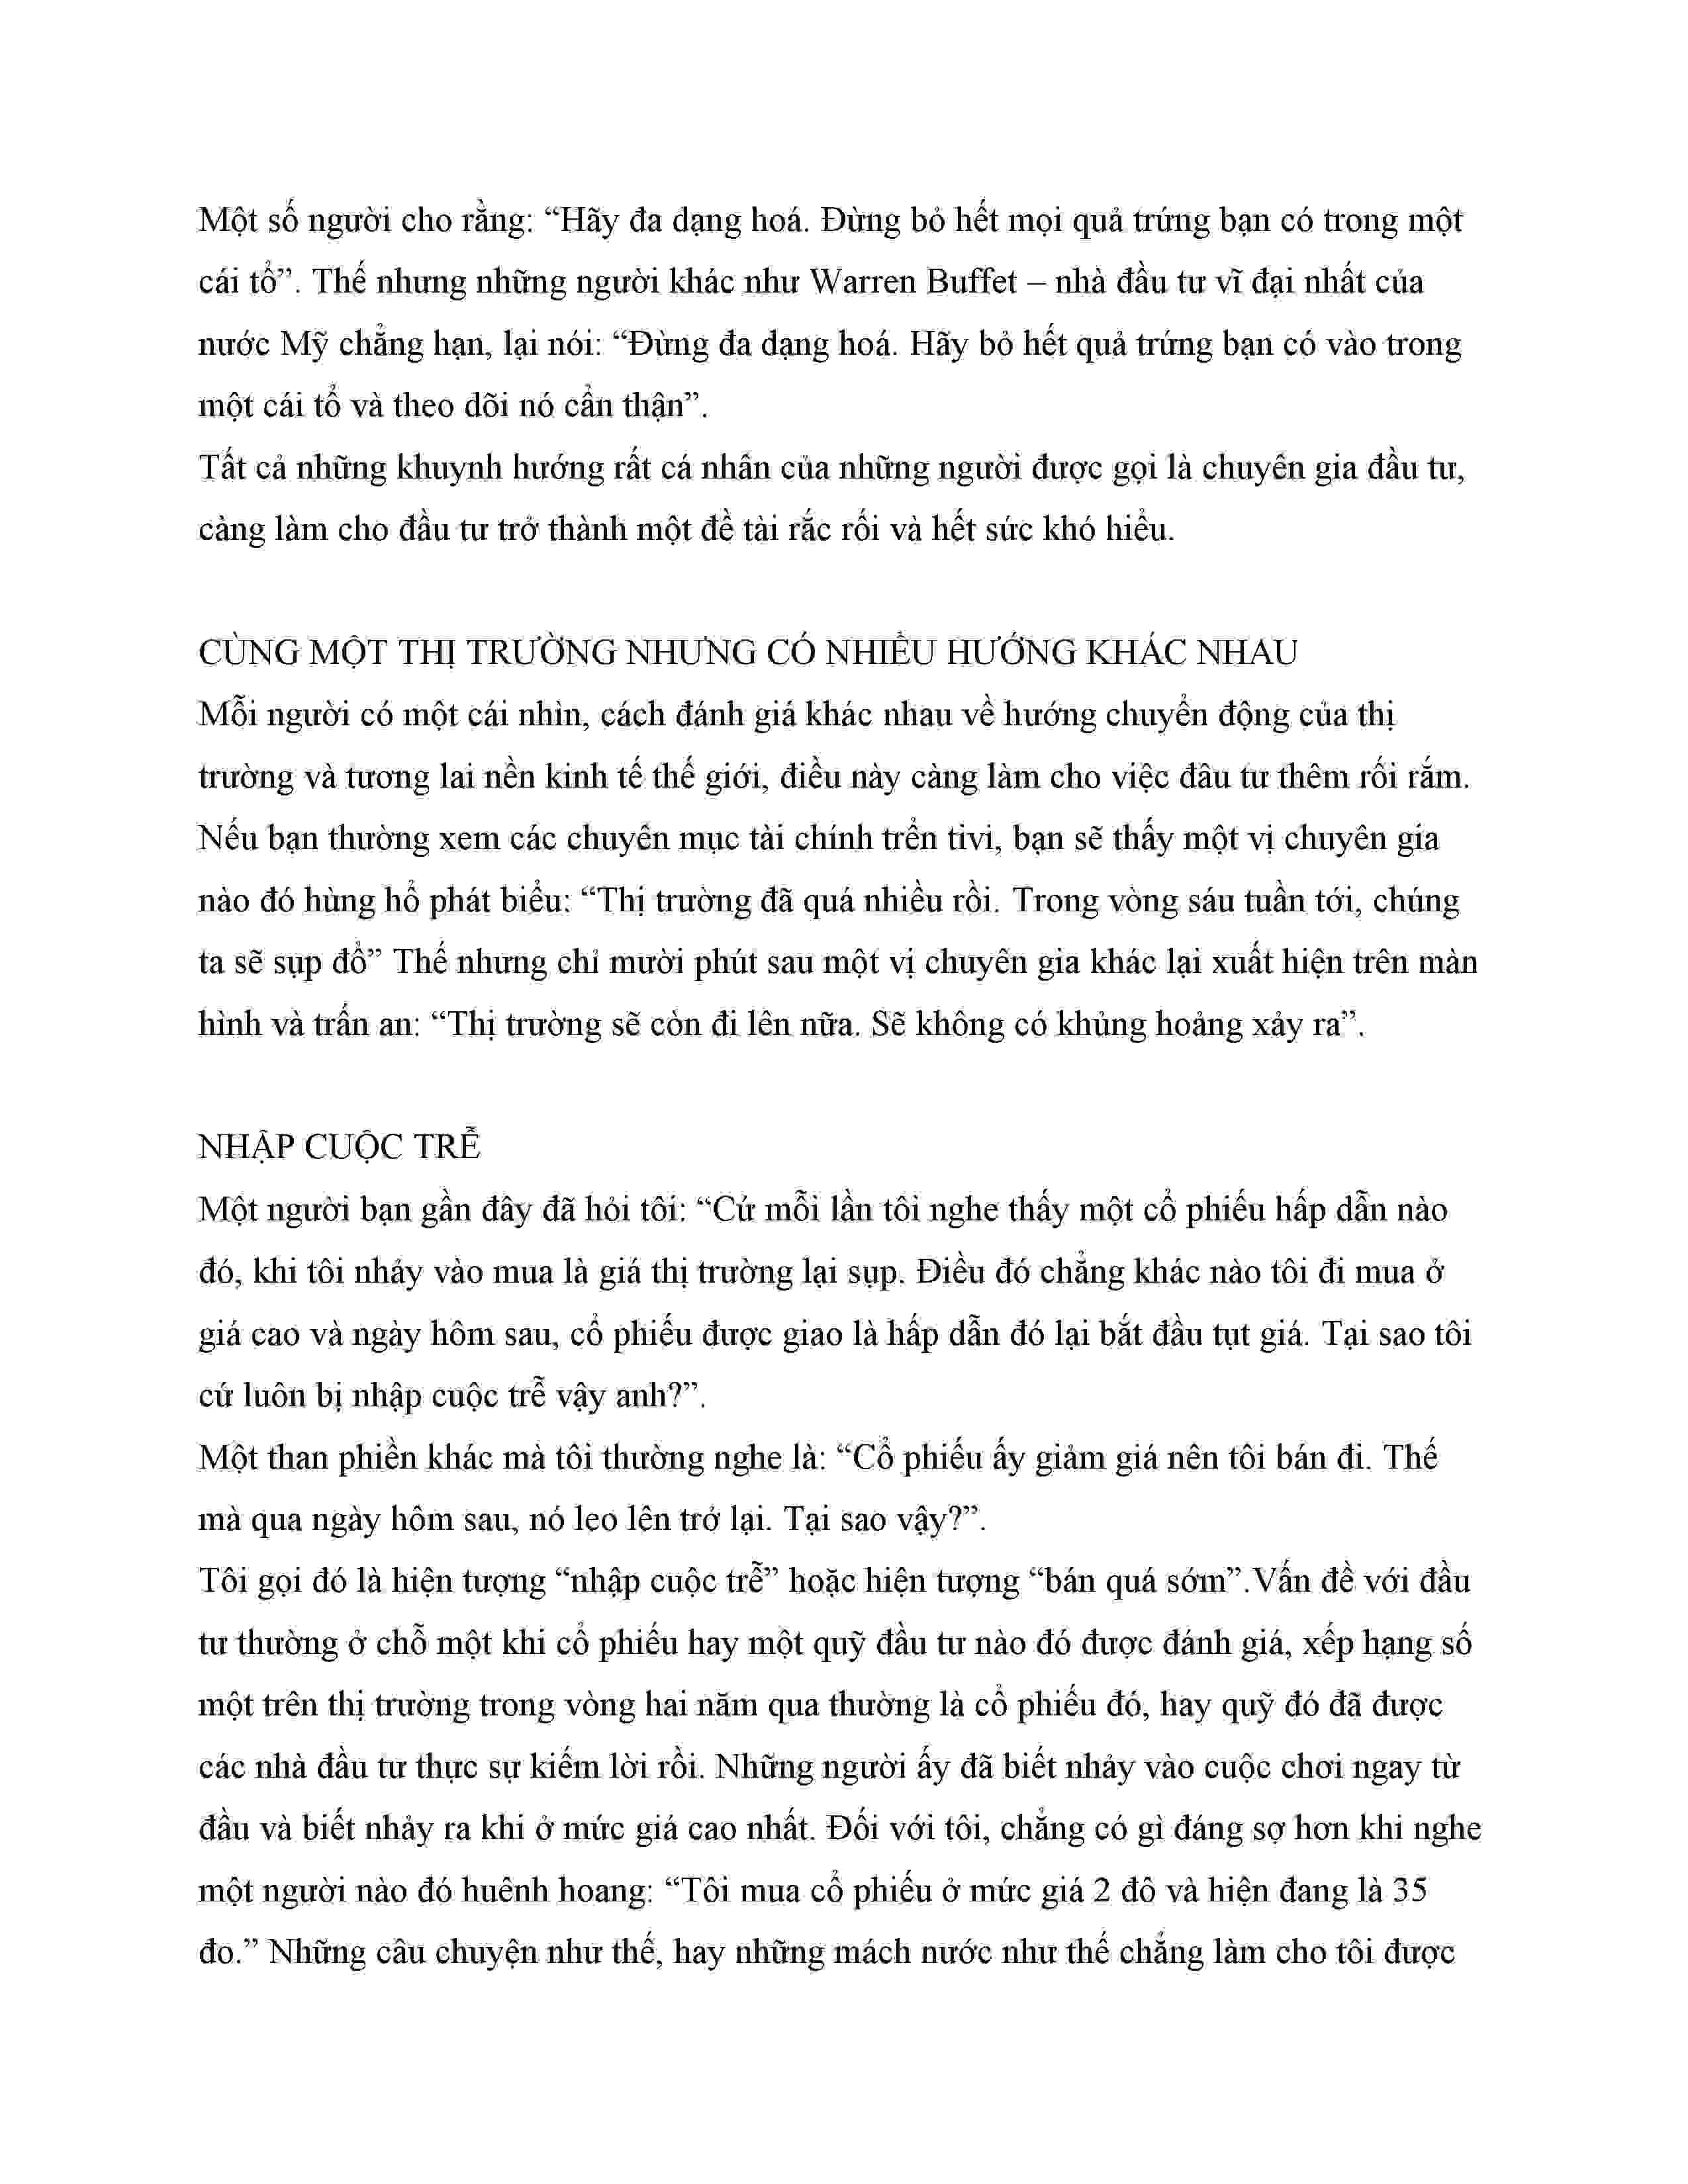 Một số người cho rằng: “Hãy đa dạng hoá. Đừng bỏ hết mọi quả trứng bạn có trong một
cái tổ”. Thế nhưng những người khác như Warren Buffet – nhà đầu tư vĩ đại nhất của
nước Mỹ chẳng hạn, lại nói: “Đừng đa dạng hoá. Hãy bỏ hết quả trứng bạn có vào trong
một cái tổ và theo dõi nó cẩn thận”.
Tất cả những khuynh hướng rất cá nhân của những người được gọi là chuyên gia đầu tư,
càng làm cho đầu tư trở thành một đề tài rắc rối và hết sức khó hiểu.
CÙNG MỘT THỊ TRƯỜNG NHƯNG CÓ NHIỀU HƯỚNG KHÁC NHAU
Mỗi người có một cái nhìn, cách đánh giá khác nhau về hướng chuyển động của thị
trường và tương lai nền kinh tế thế giới, điều này càng làm cho việc đâu tư thêm rối rắm.
Nếu bạn thường xem các chuyên mục tài chính trển tivi, bạn sẽ thấy một vị chuyên gia
nào đó hùng hổ phát biểu: “Thị trường đã quá nhiều rồi. Trong vòng sáu tuần tới, chúng
ta sẽ sụp đổ” Thế nhưng chỉ mười phút sau một vị chuyên gia khác lại xuất hiện trên màn
hình và trấn an: “Thị trường sẽ còn đi lên nữa. Sẽ không có khủng hoảng xảy ra”.
NHẬP CUỘC TRỄ
Một người bạn gần đây đã hỏi tôi: “Cứ mỗi lần tôi nghe thấy một cổ phiếu hấp dẫn nào
đó, khi tôi nhảy vào mua là giá thị trường lại sụp. Điều đó chẳng khác nào tôi đi mua ở
giá cao và ngày hôm sau, cổ phiếu được giao là hấp dẫn đó lại bắt đầu tụt giá. Tại sao tôi
cứ luôn bị nhập cuộc trễ vậy anh?”.
Một than phiền khác mà tôi thường nghe là: “Cổ phiếu ấy giảm giá nên tôi bán đi. Thế
mà qua ngày hôm sau, nó leo lên trở lại. Tại sao vậy?”.
Tôi gọi đó là hiện tượng “nhập cuộc trễ” hoặc hiện tượng “bán quá sớm”.Vấn đề với đầu
tư thường ở chỗ một khi cổ phiếu hay một quỹ đầu tư nào đó được đánh giá, xếp hạng số
một trên thị trường trong vòng hai năm qua thường là cổ phiếu đó, hay quỹ đó đã được
các nhà đầu tư thực sự kiếm lời rồi. Những người ấy đã biết nhảy vào cuộc chơi ngay từ
đầu và biết nhảy ra khi ở mức giá cao nhất. Đối với tôi, chẳng có gì đáng sợ hơn khi nghe
một người nào đó huênh hoang: “Tôi mua cổ phiếu ở mức giá 2 đô và hiện đang là 35
đo.” Những câu chuyện như thế, hay những mách nước như thế chẳng làm cho tôi được